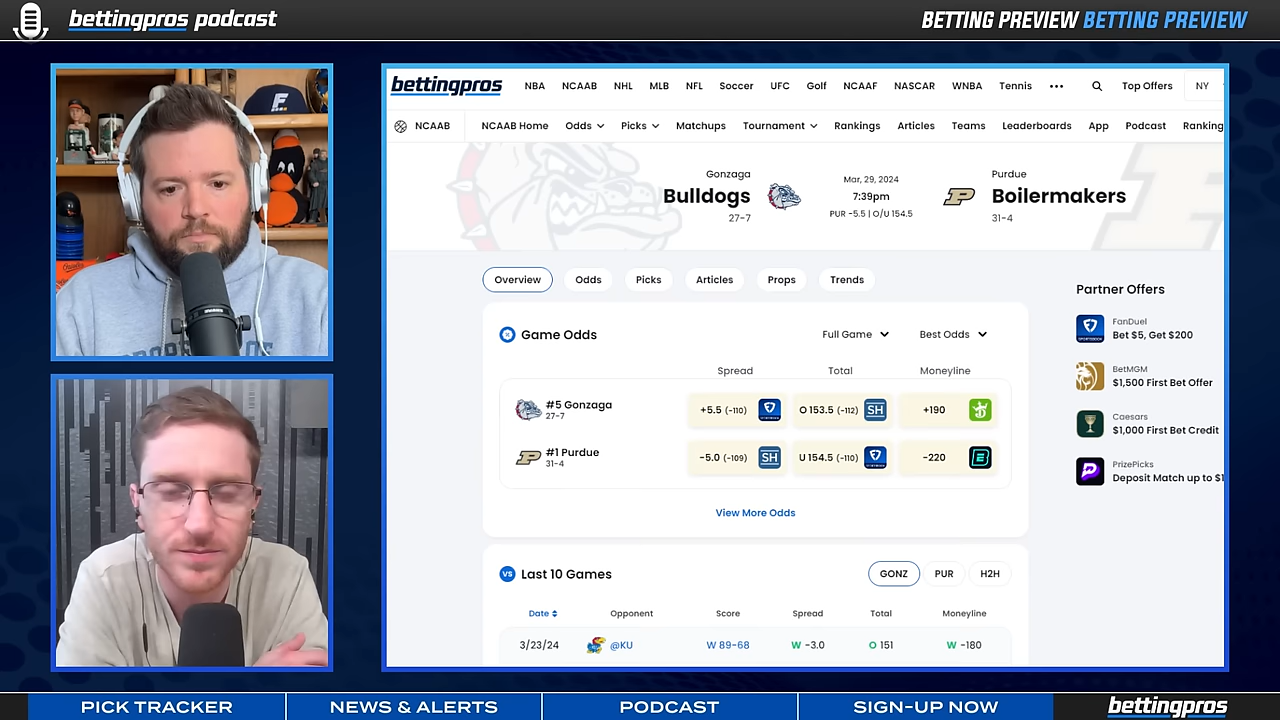 bettingpros podcast
BETTING PREVIEW BETTING PREVIEW
bettingpros NBA NCAAB NHL MLB NFL Soccer UFC Golf NCAAF NASCAR WNBA Tennis ••• Top Offers NY
NCAAB NCAAB Home Odds Picks Matchups Tournament Rankings Articles Teams Leaderboards App Podcast Ranking
Gonzaga
Bulldogs
27-7
Mar, 29, 2024
7:39pm
PUR -5.5 | O/U 154.5
Purdue
Boilermakers
31-4
Overview Odds Picks Articles Props Trends
Game Odds Full Game Best Odds
Spread Total Moneyline
#5 Gonzaga
27-7
+5.5 (-110) O 153.5 (-112) SH +190
#1 Purdue
31-4
-5.0 (-109) SH U 154.5 (-110) -220
View More Odds
VS Last 10 Games GONZ PUR H2H
Date Opponent Score Spread Total Moneyline
3/23/24 @KU W 89-68 W -3.0 O 151 W -180
Partner Offers
FanDuel
Bet $5, Get $200
BetMGM
$1,500 First Bet Offer
Caesars
$1,000 First Bet Credit
PrizePicks
Deposit Match up to $1
PICK TRACKER NEWS & ALERTS PODCAST SIGN-UP NOW bettingpros